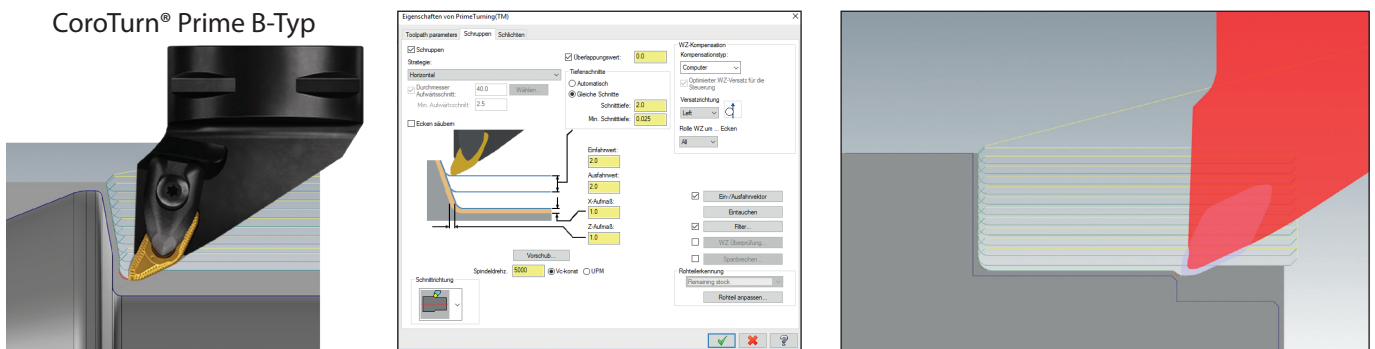 CoroTurn® Prime B-Typ
Eigenschaften von PrimeTurning(TM)
Toolpath parameters Schruppen Schlichten
Schruppen
Strategie:
Horizontal
Durchmesser Aufwärtsschnitt: 40.0 Wählen...
Min. Aufwärtsschnitt: 2.5
Ecken säubern
Überlappungswert: 0.0
Tiefenschnitte
Automatisch
Gleiche Schnitte
Schnitttiefe: 2.0
Min. Schnitttiefe: 0.025
WZ-Kompensation
Kompensationstyp:
Computer
Optimierter WZ-Versatz für die
Steuerung
Versatzrichtung
Left
Rolle WZ um ... Ecken
All
Einfahrwert:
2.0
Ausfahrwert:
2.0
X-Aufmaß:
1.0
Z-Aufmaß:
1.0
Ein-/Ausfahrvektor
Eintauchen
Filter...
WZ Überprüfung...
Spanbrechen...
Vorschub...
Spindeldrehz. 5000 Vc-konst UPM
Schnittrichtung
Rohteilerkennung
Remaining stock
Rohteil anpassen...